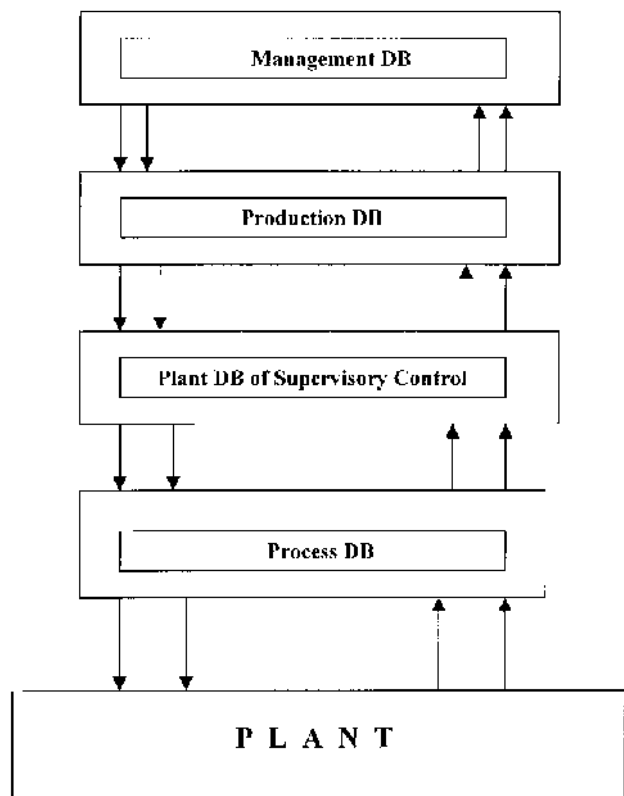 Management DB
Production DB
Plant DB of Supervisory Control
Process DB
P L A N T